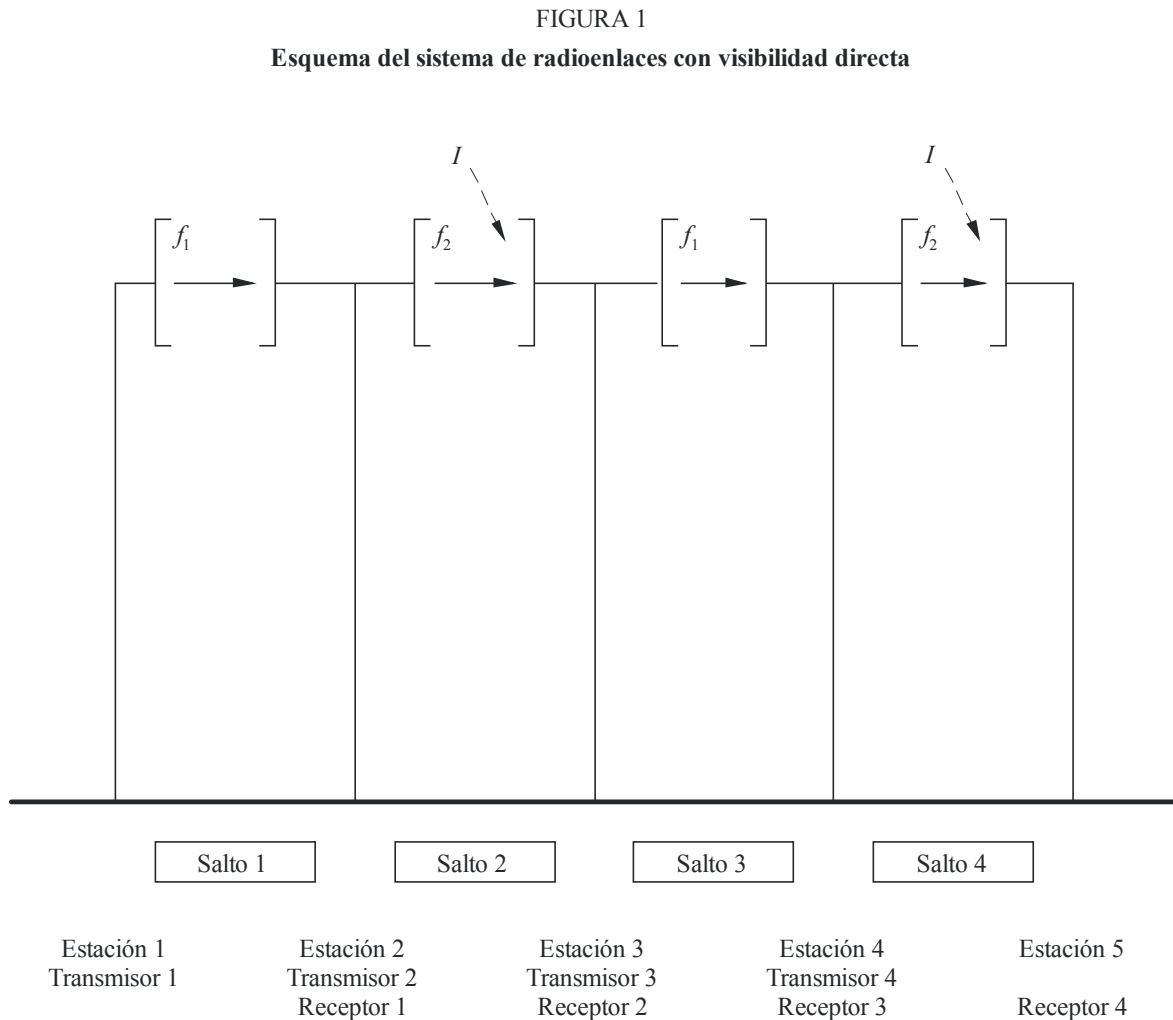 FIGURA 1
Esquema del sistema de radioenlaces con visibilidad directa
I I
f1 f2 f1 f2
Salto 1 Salto 2 Salto 3 Salto 4
Estación 1 Estación 2 Estación 3 Estación 4 Estación 5
Transmisor 1 Transmisor 2 Transmisor 3 Transmisor 4
Receptor 1 Receptor 2 Receptor 3 Receptor 4